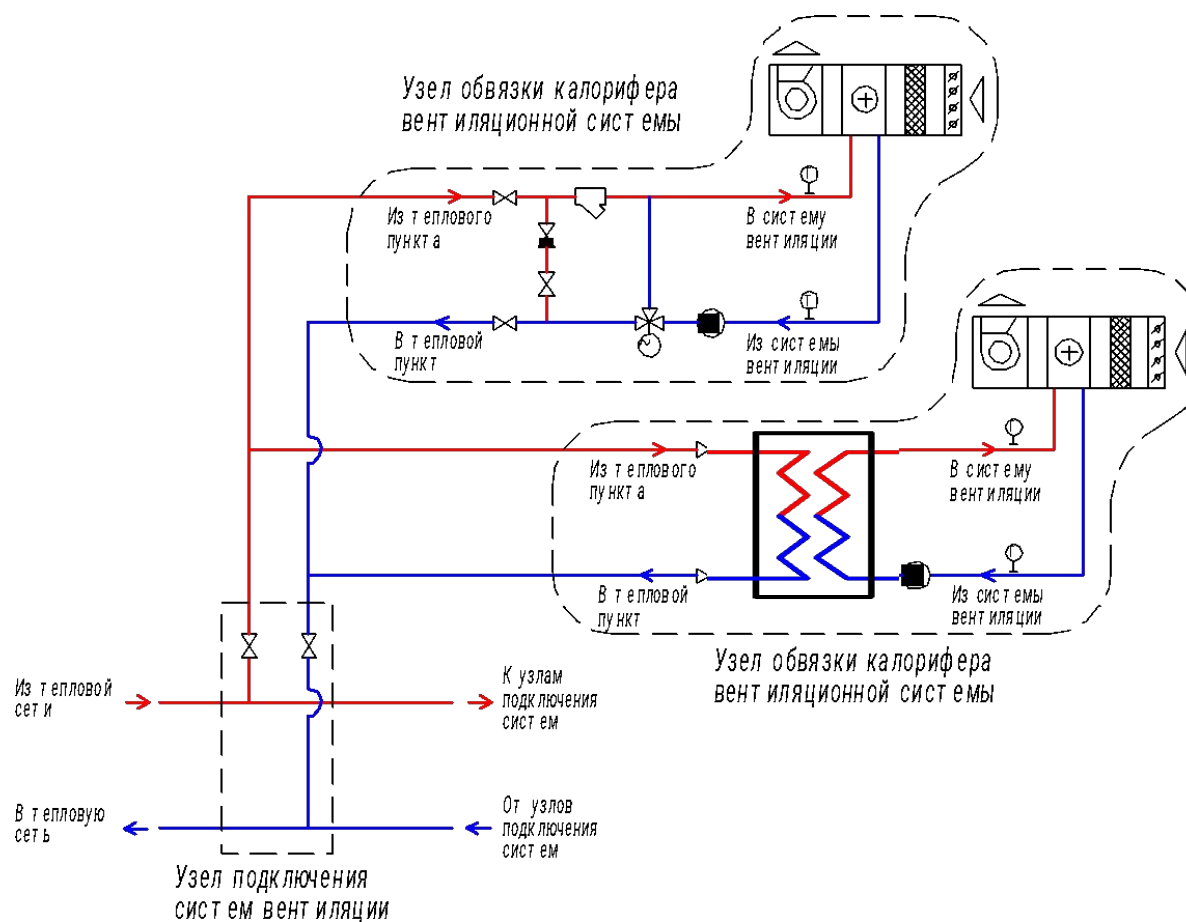 Узел обвязки калорифера
вентиляционной системы
Из теплового
пункта
В систему
вентиляции
В тепловой
пункт
Из системы
вентиляции
Из теплового
пункта
В систему
вентиляции
В тепловой
пункт
Из системы
вентиляции
Узел обвязки калорифера
вентиляционной системы
Из тепловой
сети
К узлам
подключения
систем
В тепловую
сеть
От узлов
подключения
систем
Узел подключения
систем вентиляции